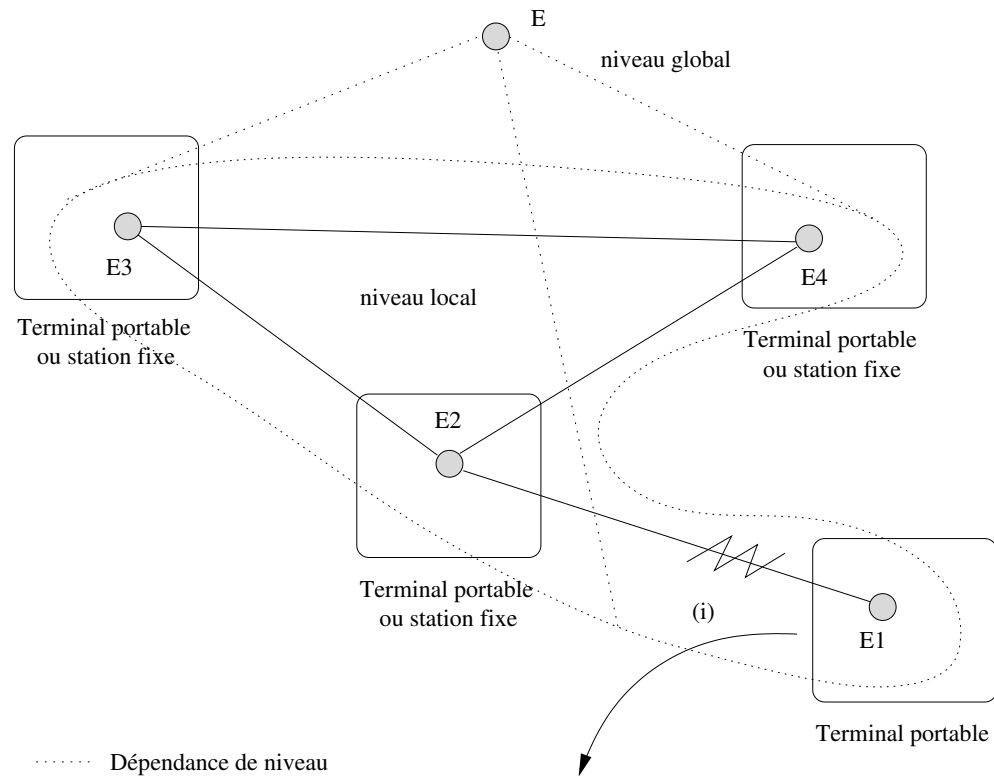 E
niveau global
E3
E4
niveau local
Terminal portable
ou station fixe
Terminal portable
ou station fixe
E2
Terminal portable
ou station fixe
(i)
E1
Terminal portable
Dépendance de niveau